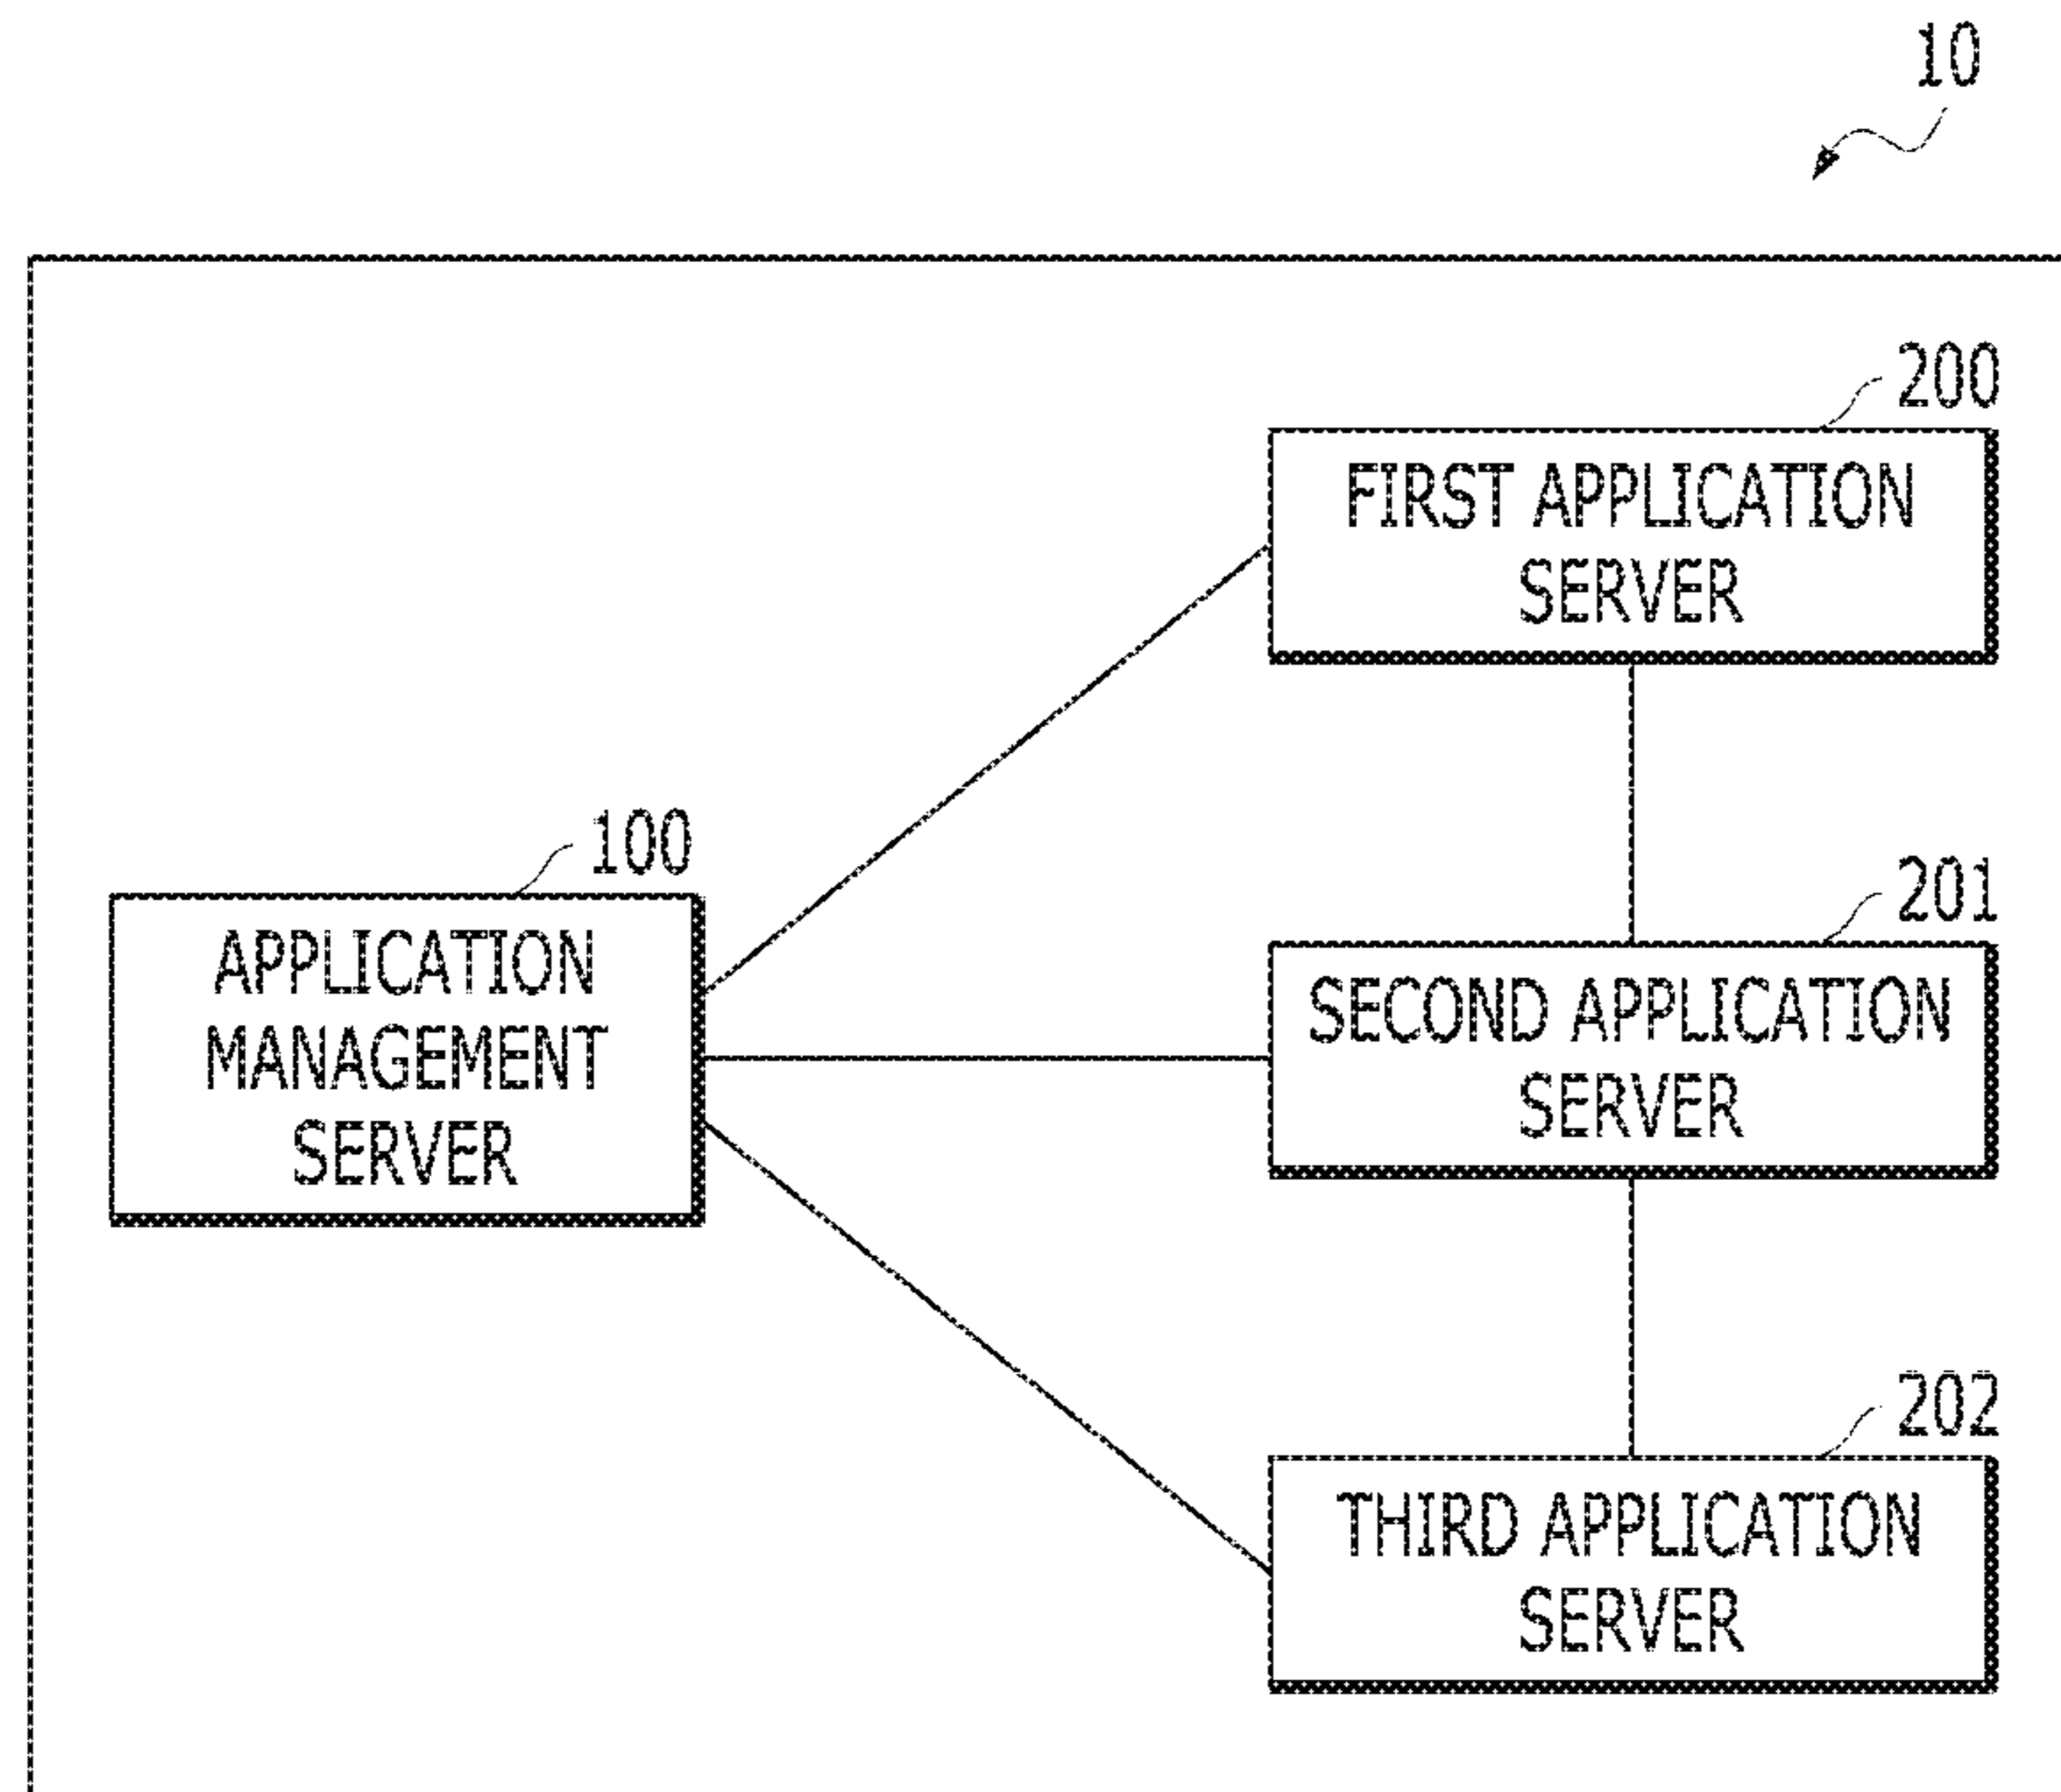 10
200
FIRST APPLICATION
SERVER
100
APPLICATION
MANAGEMENT
SERVER
201
SECOND APPLICATION
SERVER
202
THIRD APPLICATION
SERVER